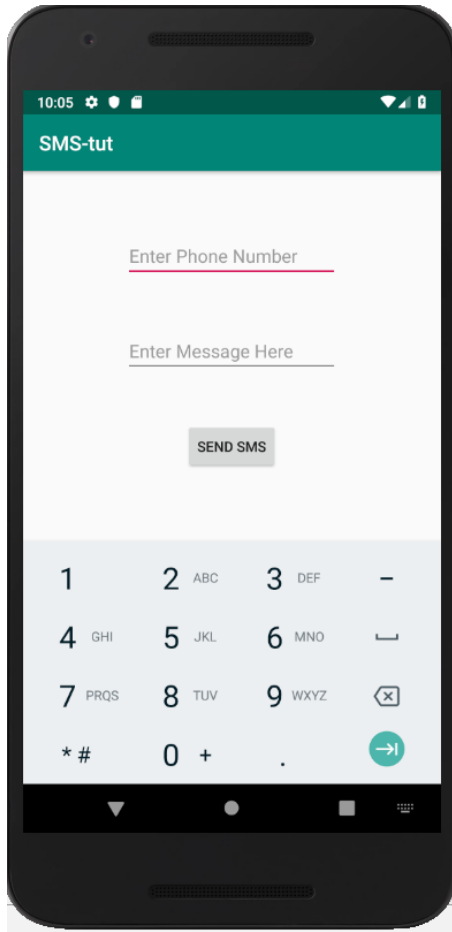 10:05
SMS-tut
Enter Phone Number
Enter Message Here
SEND SMS
1 2 ABC 3 DEF –
4 GHI 5 JKL 6 MNO
7 PRQS 8 TUV 9 WXYZ
* # 0 + .